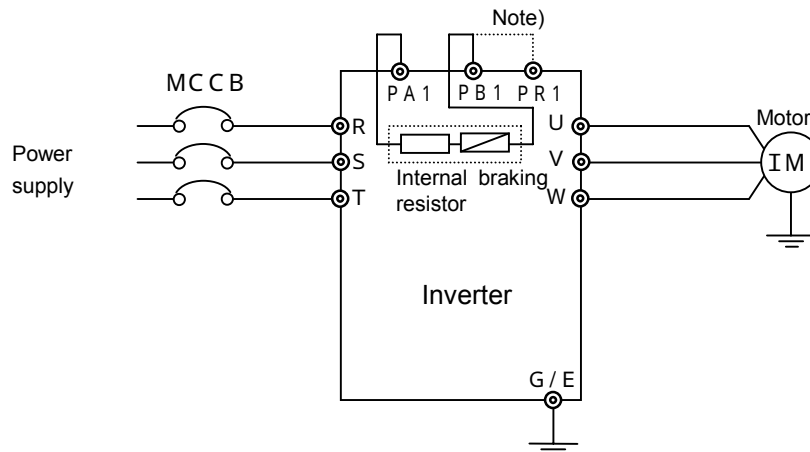 Note)
MCCB
PA1 PB1 PR1
R U Motor
Power
supply
S V IM
Internal braking
resistor
T W
Inverter
G/E